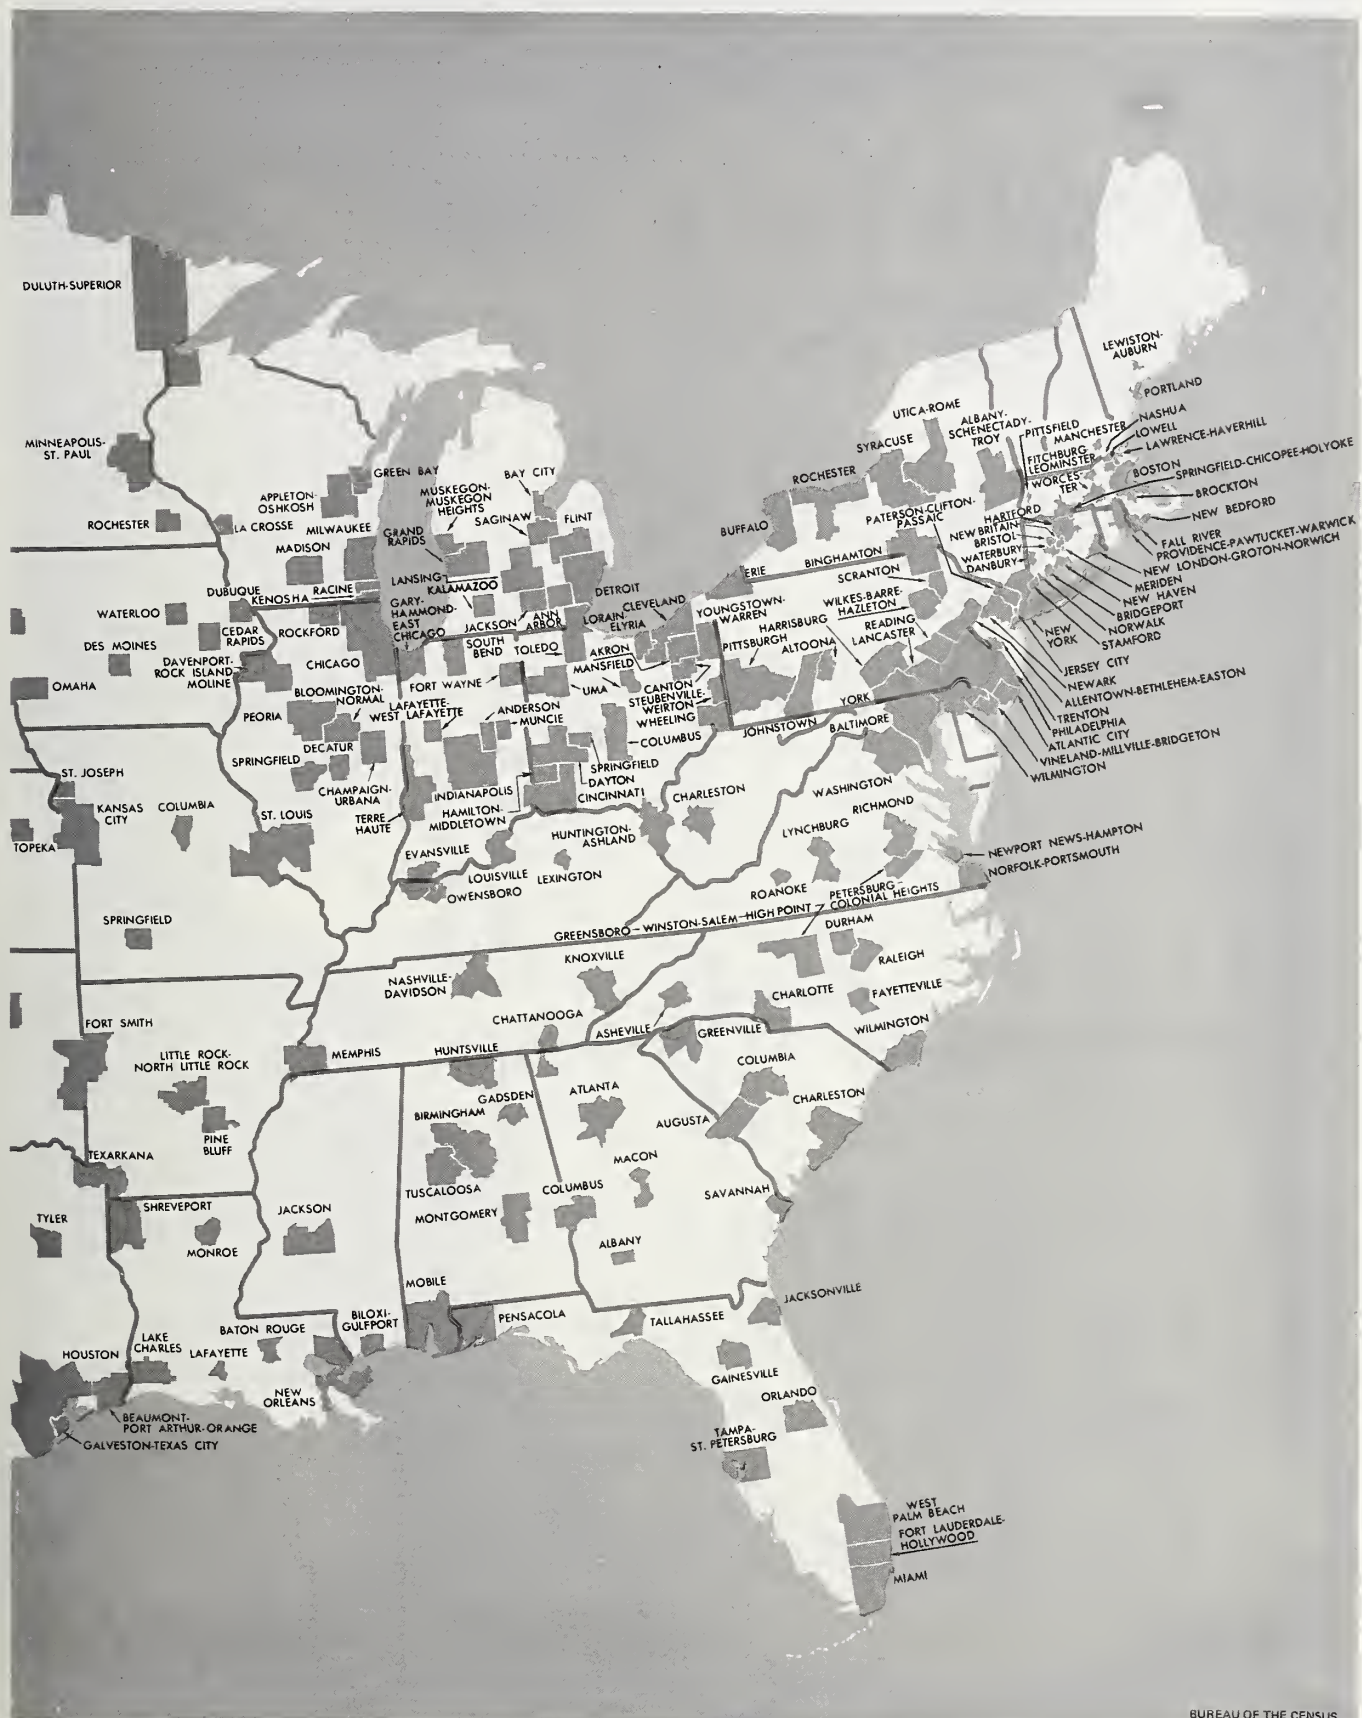 DULUTH-SUPERIOR
MINNEAPOLIS-
ST. PAUL
ROCHESTER
LA CROSSE
GREEN BAY
APPLETON-
OSHKOSH
MILWAUKEE
MADISON
RACINE
KENOSHA
DUBUQUE
WATERLOO
CEDAR
RAPIDS
DES MOINES
DAVENPORT-
ROCK ISLAND
MOLINE
OMAHA
ROCKFORD
CHICAGO
GARY-
HAMMOND-
EAST
CHICAGO
BAY CITY
MUSKEGON-
MUSKEGON
HEIGHTS
SAGINAW
FLINT
GRAND
RAPIDS
LANSING
KALAMAZOO
DETROIT
JACKSON
ANN
ARBOR
SOUTH
BEND
TOLEDO
LORAIN-
ELYRIA
CLEVELAND
AKRON
MANSFIELD
YOUNGSTOWN-
WARREN
CANTON
STEUBENVILLE-
WEIRTON
WHEELING
FORT WAYNE
LIMA
BLOOMINGTON-
NORMAL
LAFAYETTE-
WEST LAFAYETTE
ANDERSON
MUNCIE
PEORIA
DECATUR
SPRINGFIELD
CHAMPAIGN-
URBANA
TERRE
HAUTE
INDIANAPOLIS
HAMILTON-
MIDDLETOWN
COLUMBUS
SPRINGFIELD
DAYTON
CINCINNATI
ST. JOSEPH
KANSAS
CITY
COLUMBIA
ST. LOUIS
TOPEKA
SPRINGFIELD
EVANSVILLE
LOUISVILLE
OWENSBORO
LEXINGTON
HUNTINGTON-
ASHLAND
CHARLESTON
LEWISTON-
AUBURN
PORTLAND
NASHUA
LOWELL
LAWRENCE-HAVERHILL
UTICA-ROME
ALBANY-
SCHENECTADY-
TROY
PITTSFIELD
MANCHESTER
FITCHBURG
LEOMINSTER
WORCES-
TER
BOSTON
SPRINGFIELD-CHICOPEE-HOLYOKE
BROCKTON
NEW BEDFORD
FALL RIVER
PROVIDENCE-PAWTUCKET-WARWICK
NEW LONDON-GROTON-NORWICH
SYRACUSE
ROCHESTER
BUFFALO
PATERSON-CLIFTON-
PASSAIC
HARTFORD
NEW BRITAIN
BRISTOL
WATERBURY
DANBURY
MERIDEN
NEW HAVEN
BRIDGEPORT
NORWALK
STAMFORD
ERIE
BINGHAMTON
SCRANTON
WILKES-BARRE-
HAZLETON
HARRISBURG
READING
LANCASTER
PITTSBURGH
ALTOONA
NEW
YORK
JERSEY CITY
NEWARK
ALLENTOWN-BETHLEHEM-EASTON
TRENTON
PHILADELPHIA
ATLANTIC CITY
VINELAND-MILLVILLE-BRIDGETON
WILMINGTON
JOHNSTOWN
YORK
BALTIMORE
WASHINGTON
RICHMOND
LYNCHBURG
ROANOKE
PETERSBURG-
COLONIAL HEIGHTS
NEWPORT NEWS-HAMPTON
NORFOLK-PORTSMOUTH
GREENSBORO-WINSTON-SALEM-HIGH POINT
DURHAM
RALEIGH
NASHVILLE-
DAVIDSON
KNOXVILLE
CHARLOTTE
FAYETTEVILLE
CHATTANOOGA
ASHEVILLE
GREENVILLE
WILMINGTON
FORT SMITH
LITTLE ROCK-
NORTH LITTLE ROCK
MEMPHIS
HUNTSVILLE
COLUMBIA
PINE
BLUFF
GADSDEN
BIRMINGHAM
ATLANTA
AUGUSTA
CHARLESTON
TEXARKANA
TUSCALOOSA
MACON
COLUMBUS
SAVANNAH
TYLER
SHREVEPORT
MONROE
JACKSON
MONTGOMERY
ALBANY
MOBILE
JACKSONVILLE
PENSACOLA
TALLAHASSEE
BILOXI-
GULFPORT
BATON ROUGE
LAKE
CHARLES
LAFAYETTE
HOUSTON
NEW
ORLEANS
GAINESVILLE
ORLANDO
BEAUMONT-
PORT ARTHUR-ORANGE
GALVESTON-TEXAS CITY
TAMPA-
ST. PETERSBURG
WEST
PALM BEACH
FORT LAUDERDALE-
HOLLYWOOD
MIAMI
BUREAU OF THE CENSUS